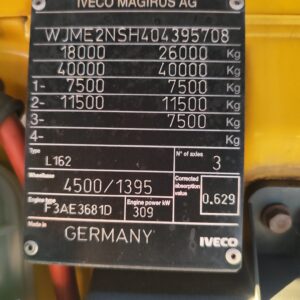 IVECO MAGIRUS AG
WJME2NSH404395708
18000 26000 Kg
40000 40000 Kg
1- 7500 7500 Kg
2- 11500 11500 Kg
3- 7500 Kg
4- Kg
Type L162 N° of axles 3
Wheelbase 4500/1395 Corrected absorption value 0.629
Engine type F3AE3681D Engine power kW 309
Made in GERMANY IVECO